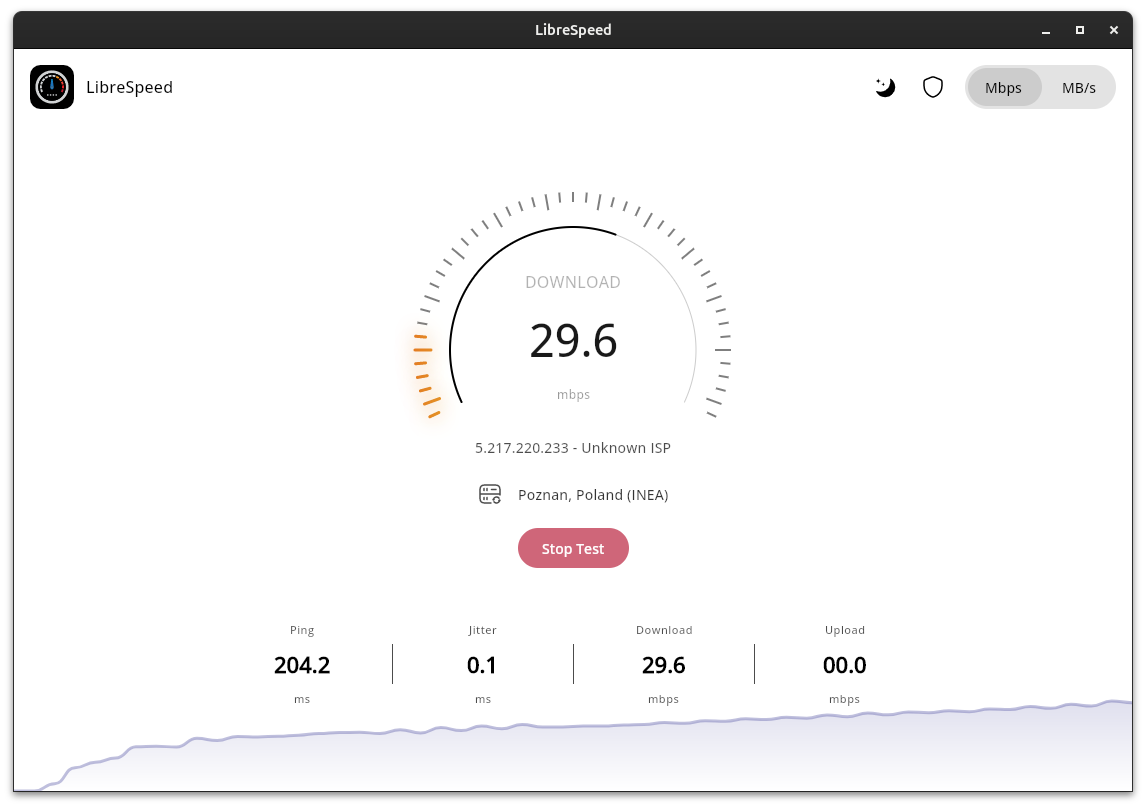 LibreSpeed
LibreSpeed
Mbps MB/s
DOWNLOAD
29.6
mbps
5.217.220.233 - Unknown ISP
Poznan, Poland (INEA)
Stop Test
Ping Jitter Download Upload
204.2 0.1 29.6 00.0
ms ms mbps mbps